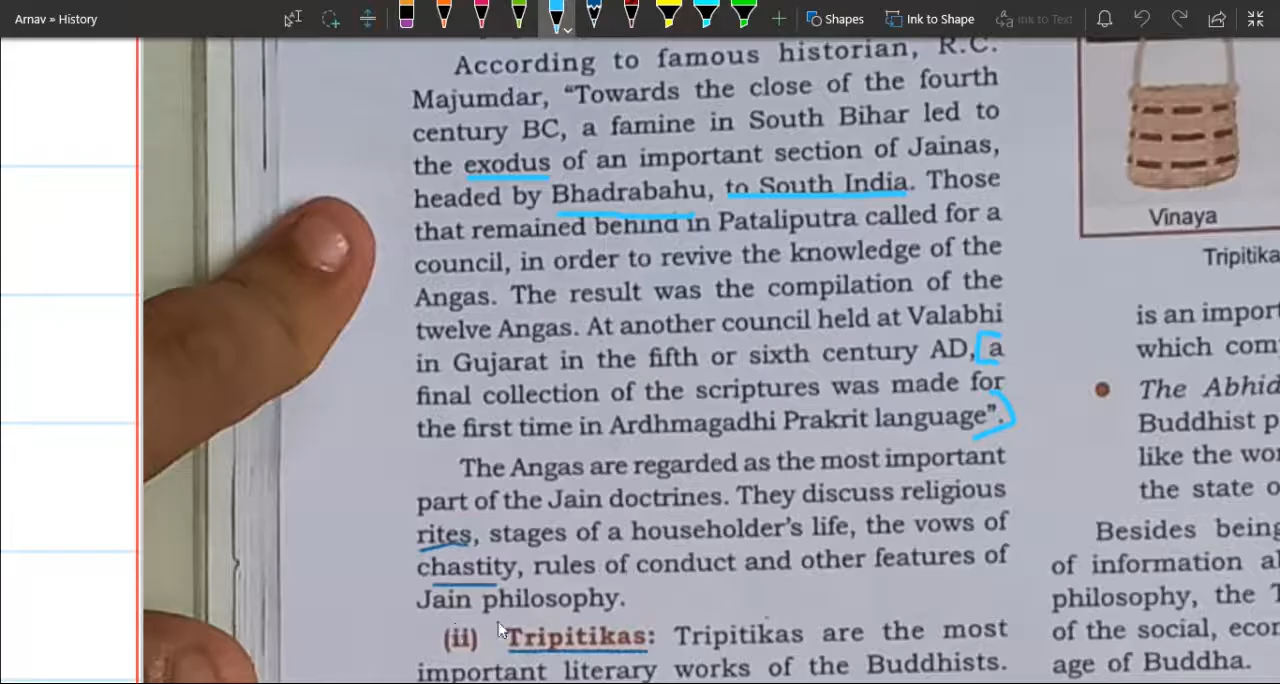 Arnav » History
Shapes
Ink to Shape
Ink to Text
According to famous historian, R.C.
Majumdar, “Towards the close of the fourth
century BC, a famine in South Bihar led to
the exodus of an important section of Jainas,
headed by Bhadrabahu, to South India. Those
that remained behind in Pataliputra called for a
council, in order to revive the knowledge of the
Angas. The result was the compilation of the
twelve Angas. At another council held at Valabhi
in Gujarat in the fifth or sixth century AD, a
final collection of the scriptures was made for
the first time in Ardhmagadhi Prakrit language”.
The Angas are regarded as the most important
part of the Jain doctrines. They discuss religious
rites, stages of a householder’s life, the vows of
chastity, rules of conduct and other features of
Jain philosophy.
(ii) Tripitikas: Tripitikas are the most
important literary works of the Buddhists.
Vinaya
Tripitika
is an impor
which com
The Abhid
Buddhist p
like the wo
the state o
Besides being
of information a
philosophy, the T
of the social, econ
age of Buddha.